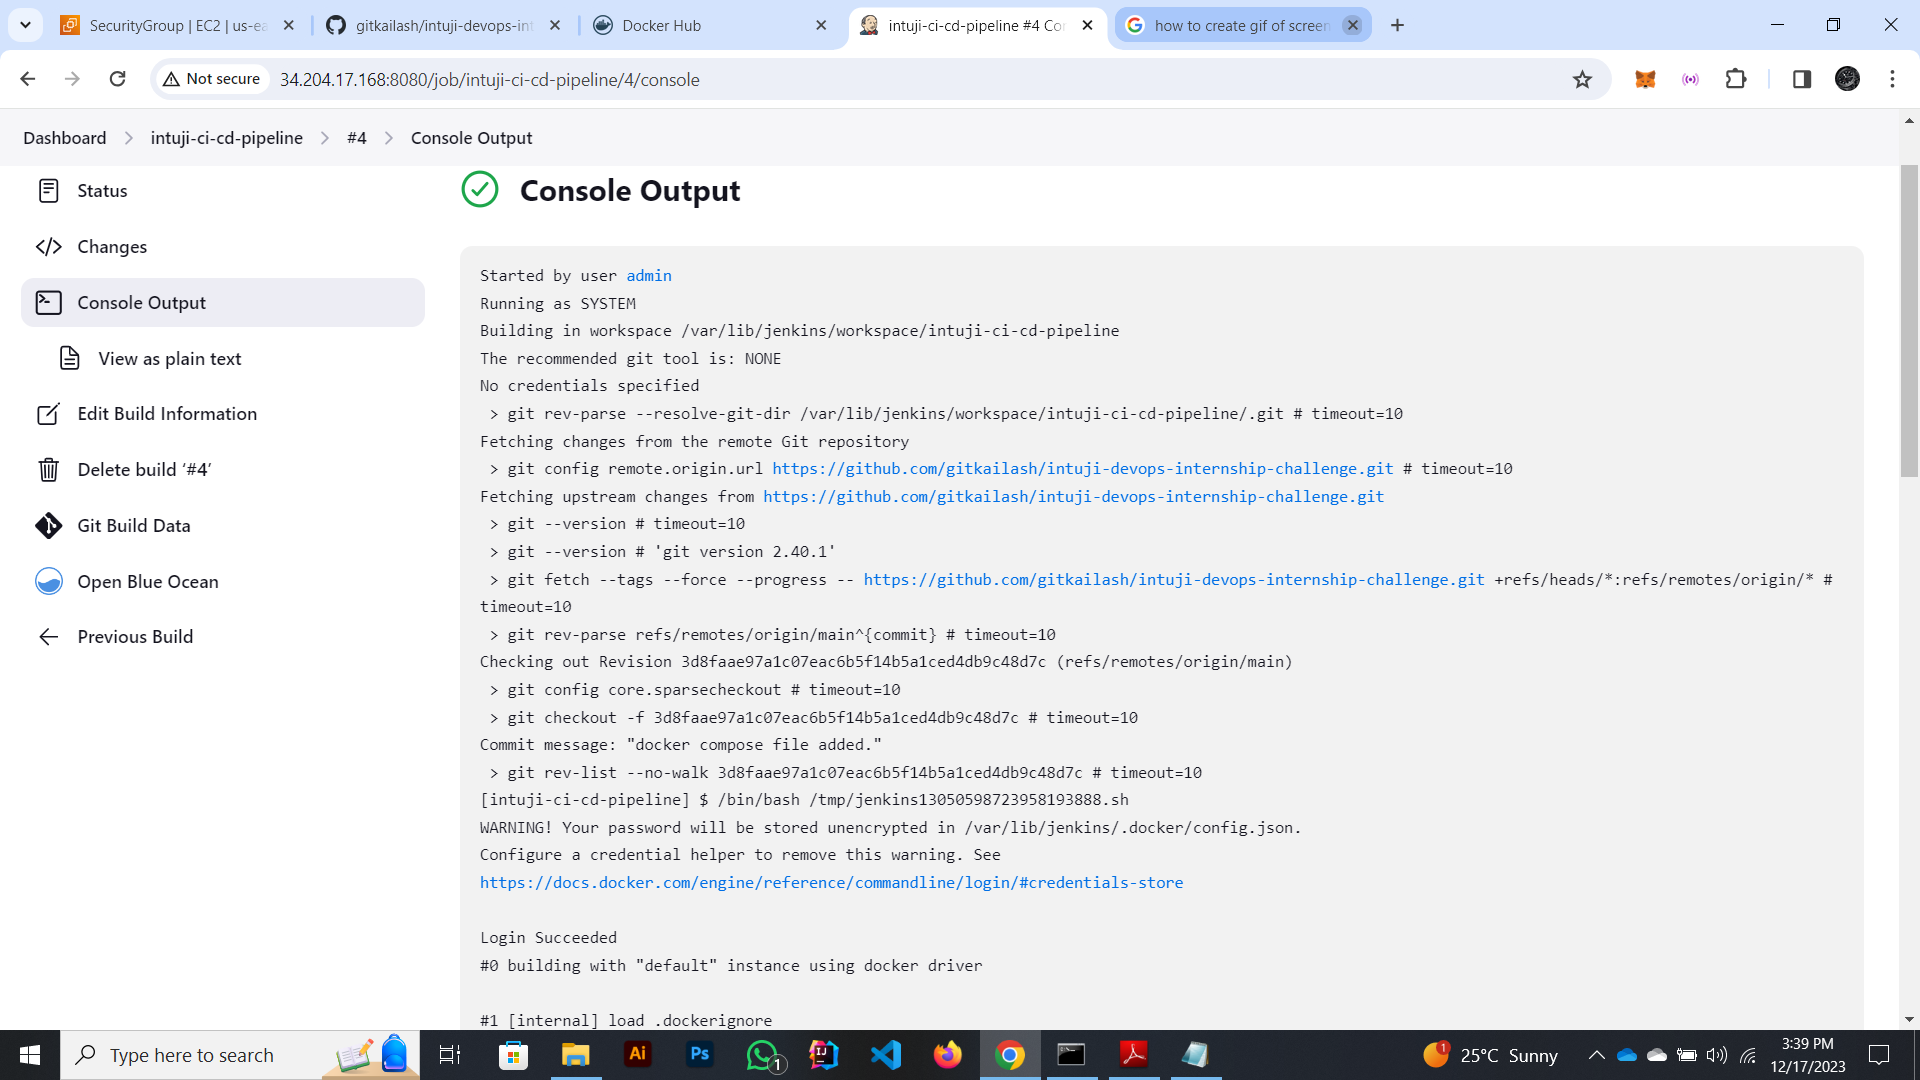 SecurityGroup | EC2 | us-ea
gitkailash/intuji-devops-int
Docker Hub
intuji-ci-cd-pipeline #4 Con
how to create gif of screen
Not secure
34.204.17.168:8080/job/intuji-ci-cd-pipeline/4/console
Dashboard
intuji-ci-cd-pipeline
#4
Console Output
Status
Changes
Console Output
View as plain text
Edit Build Information
Delete build ‘#4’
Git Build Data
Open Blue Ocean
Previous Build
Console Output
Started by user admin
Running as SYSTEM
Building in workspace /var/lib/jenkins/workspace/intuji-ci-cd-pipeline
The recommended git tool is: NONE
No credentials specified
> git rev-parse --resolve-git-dir /var/lib/jenkins/workspace/intuji-ci-cd-pipeline/.git # timeout=10
Fetching changes from the remote Git repository
> git config remote.origin.url https://github.com/gitkailash/intuji-devops-internship-challenge.git # timeout=10
Fetching upstream changes from https://github.com/gitkailash/intuji-devops-internship-challenge.git
> git --version # timeout=10
> git --version # 'git version 2.40.1'
> git fetch --tags --force --progress -- https://github.com/gitkailash/intuji-devops-internship-challenge.git +refs/heads/*:refs/remotes/origin/* #
timeout=10
> git rev-parse refs/remotes/origin/main^{commit} # timeout=10
Checking out Revision 3d8faae97a1c07eac6b5f14b5a1ced4db9c48d7c (refs/remotes/origin/main)
> git config core.sparsecheckout # timeout=10
> git checkout -f 3d8faae97a1c07eac6b5f14b5a1ced4db9c48d7c # timeout=10
Commit message: "docker compose file added."
> git rev-list --no-walk 3d8faae97a1c07eac6b5f14b5a1ced4db9c48d7c # timeout=10
[intuji-ci-cd-pipeline] $ /bin/bash /tmp/jenkins13050598723958193888.sh
WARNING! Your password will be stored unencrypted in /var/lib/jenkins/.docker/config.json.
Configure a credential helper to remove this warning. See
https://docs.docker.com/engine/reference/commandline/login/#credentials-store
Login Succeeded
#0 building with "default" instance using docker driver
#1 [internal] load .dockerignore
Type here to search
Ai
Ps
1
IJ
1
25°C Sunny
3:39 PM
12/17/2023